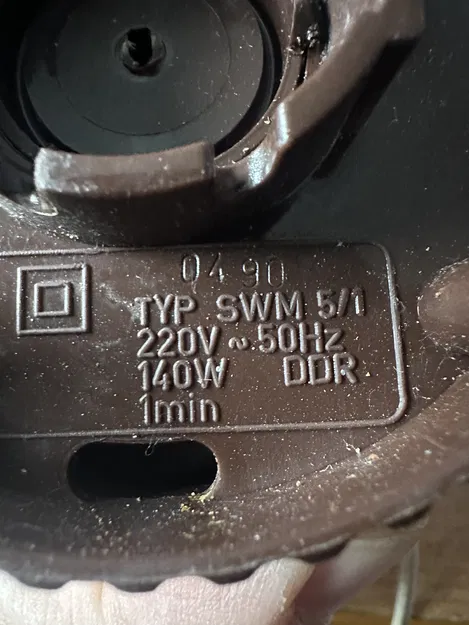 04 90
TYP SWM 5/1
220V ~ 50Hz
140W DDR
1min